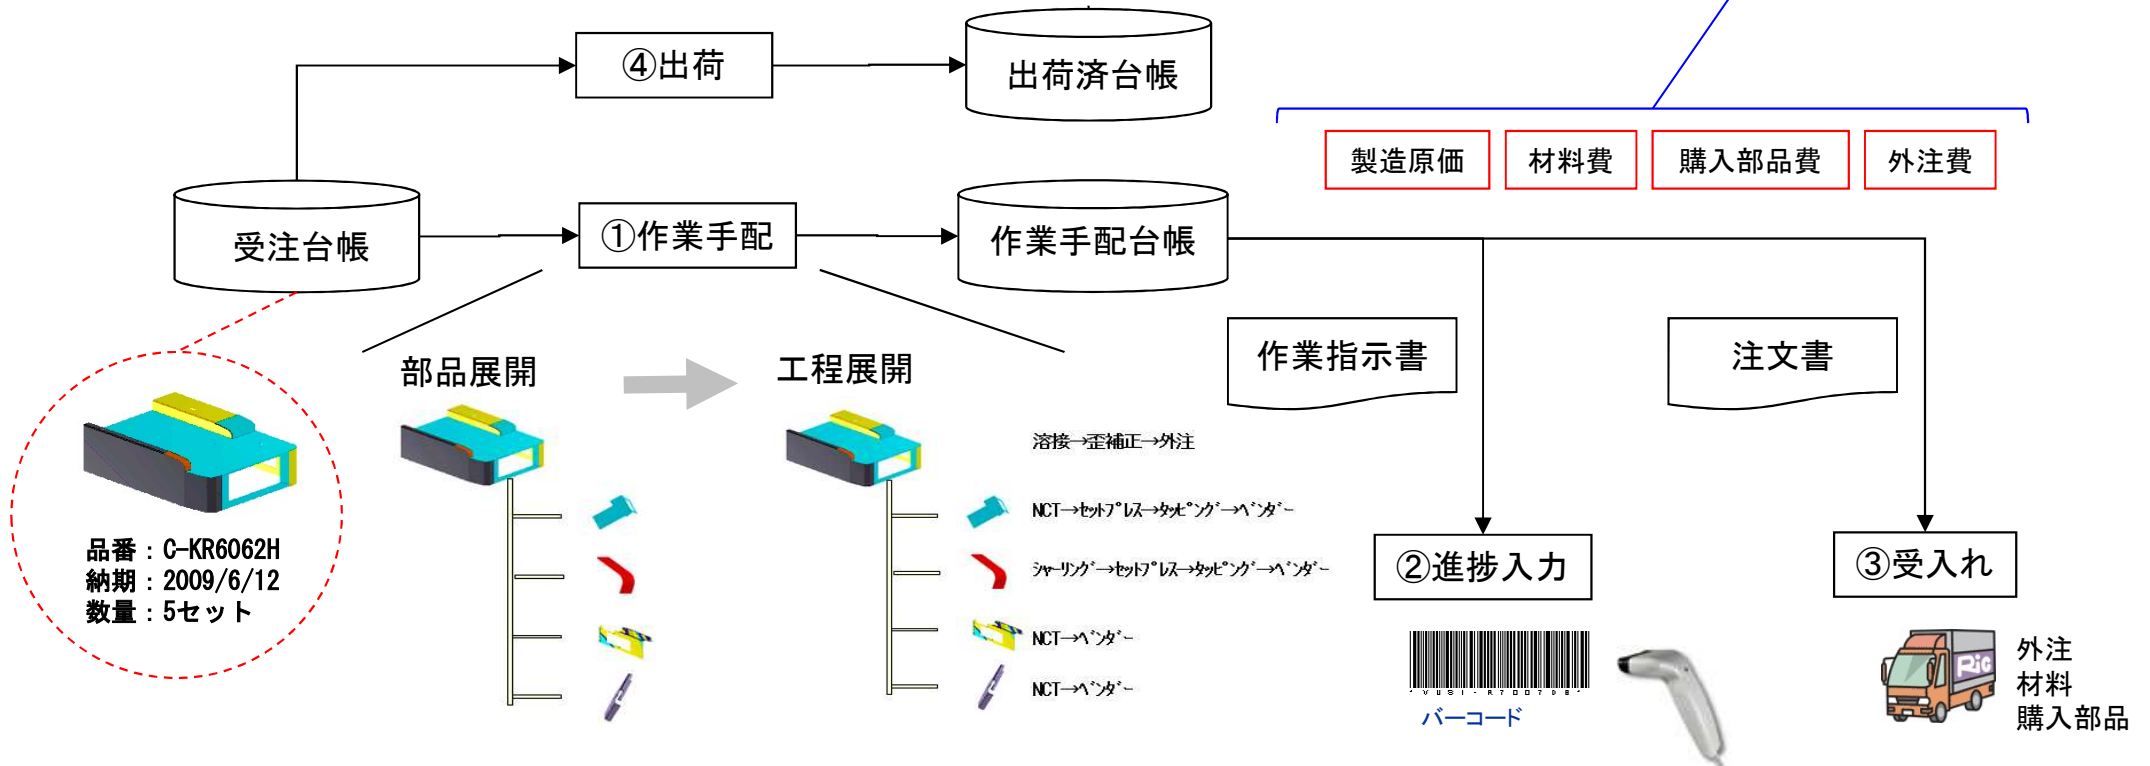 ④出荷
出荷済台帳
製造原価
材料費
購入部品費
外注費
受注台帳
①作業手配
作業手配台帳
作業指示書
注文書
部品展開
工程展開
溶接→歪補正→外注
NCT→ｾｯﾄﾌﾟﾚｽ→ﾀｯﾋﾟﾝｸﾞ→ﾍﾞﾝﾀﾞｰ
ｼｬｰﾘﾝｸﾞ→ｾｯﾄﾌﾟﾚｽ→ﾀｯﾋﾟﾝｸﾞ→ﾍﾞﾝﾀﾞｰ
NCT→ﾍﾞﾝﾀﾞｰ
NCT→ﾍﾞﾝﾀﾞｰ
品番：C-KR6062H
納期：2009/6/12
数量：5セット
②進捗入力
③受入れ
バーコード
RiC
外注
材料
購入部品